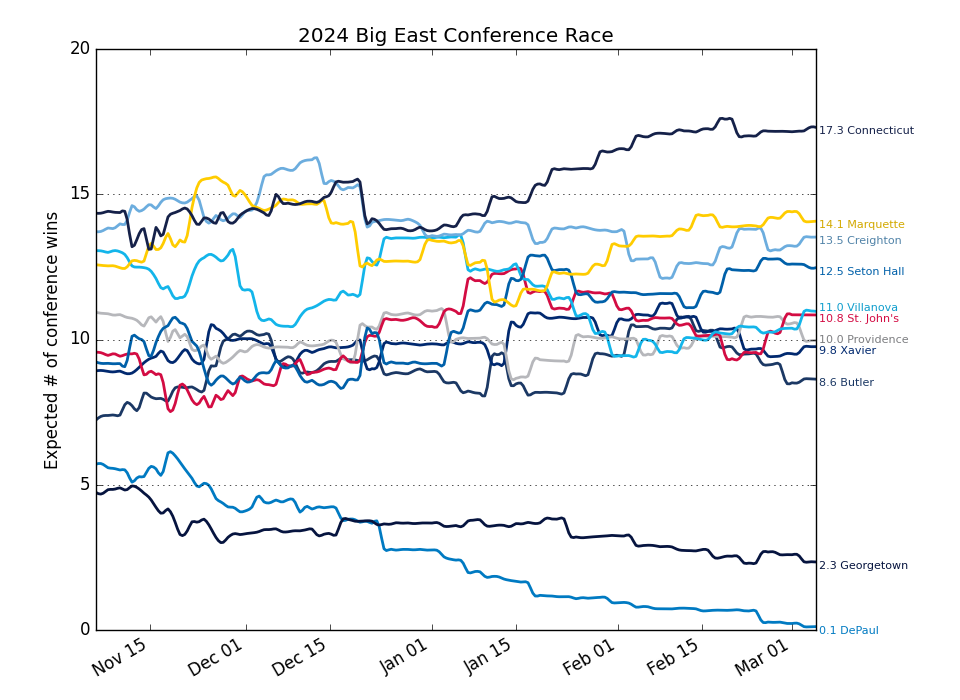 2024 Big East Conference Race
Expected # of conference wins
20
15
10
5
0
17.3 Connecticut
14.1 Marquette
13.5 Creighton
12.5 Seton Hall
11.0 Villanova
10.8 St. John's
10.0 Providence
9.8 Xavier
8.6 Butler
2.3 Georgetown
0.1 DePaul
Nov 15
Dec 01
Dec 15
Jan 01
Jan 15
Feb 01
Feb 15
Mar 01